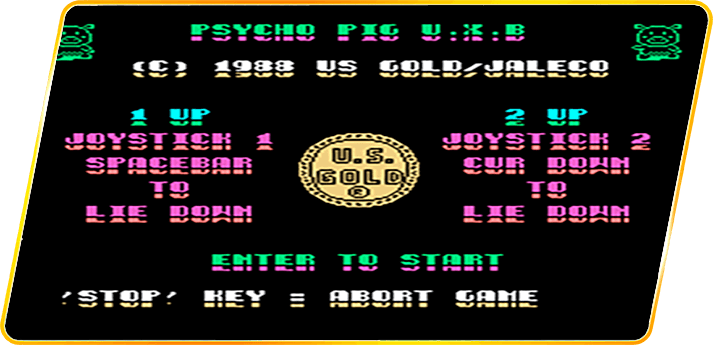 PSYCHO PIG U.X.B
(C) 1988 US GOLD/JALECO
1 UP
JOYSTICK 1
SPACEBAR
TO
LIE DOWN
U.S.
GOLD
®
2 UP
JOYSTICK 2
CUR DOWN
TO
LIE DOWN
ENTER TO START
'STOP' KEY = ABORT GAME